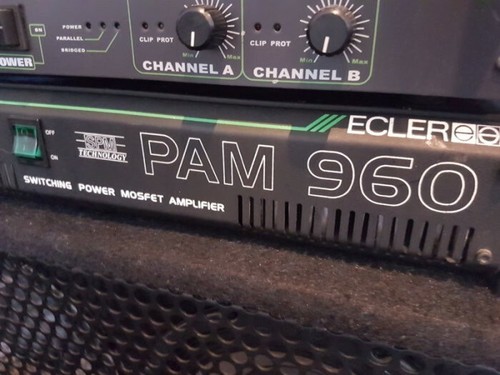 POWER
ON
POWER
PARALLEL
BRIDGED
CLIP PROT
Min Max
CHANNEL A
CLIP PROT
Min Max
CHANNEL B
ECLER
OFF
ON
SPM
TECHNOLOGY
PAM 960
SWITCHING POWER MOSFET AMPLIFIER